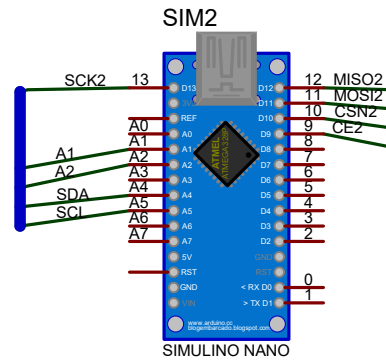 SIM2
SCK2 13 D13 D12 12 MISO2
3V3 D11 11 MOSI2
REF D10 10 CSN2
A0 A0 D9 9 CE2
A1 A1 A1 D8 8
A2 A2 A2 D7 7
A3 A3 D6 6
SDA A4 A4 D5 5
SCL A5 A5 D4 4
A6 A6 D3 3
A7 A7 D2 2
5V GND
RST RST
GND < RX D0 0
VIN > TX D1 1
ATMEL
ATMEGA328P
www.arduino.cc
blogembarcado.blogspot.com
SIMULINO NANO